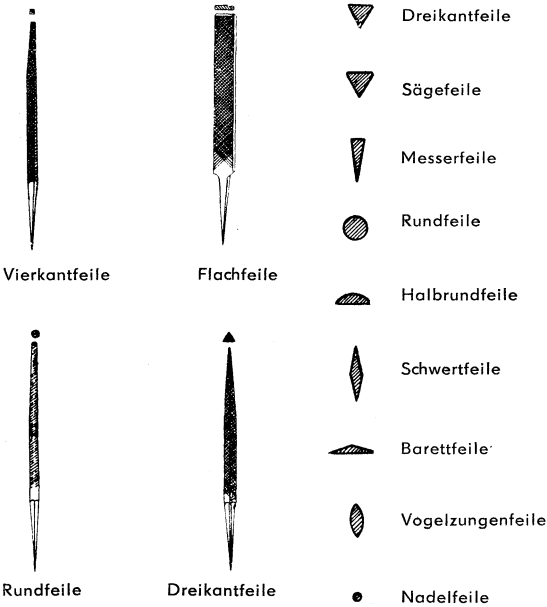 Vierkantfeile
Flachfeile
Rundfeile
Dreikantfeile
Dreikantfeile
Sägefeile
Messerfeile
Rundfeile
Halbrundfeile
Schwertfeile
Barettfeile
Vogelzungenfeile
Nadelfeile